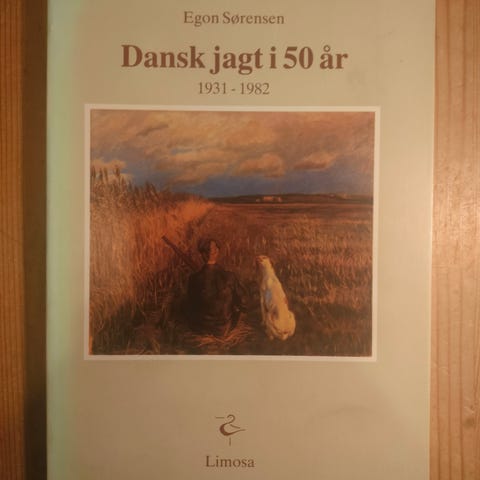 Egon Sørensen
Dansk jagt i 50 år
1931 - 1982
Limosa